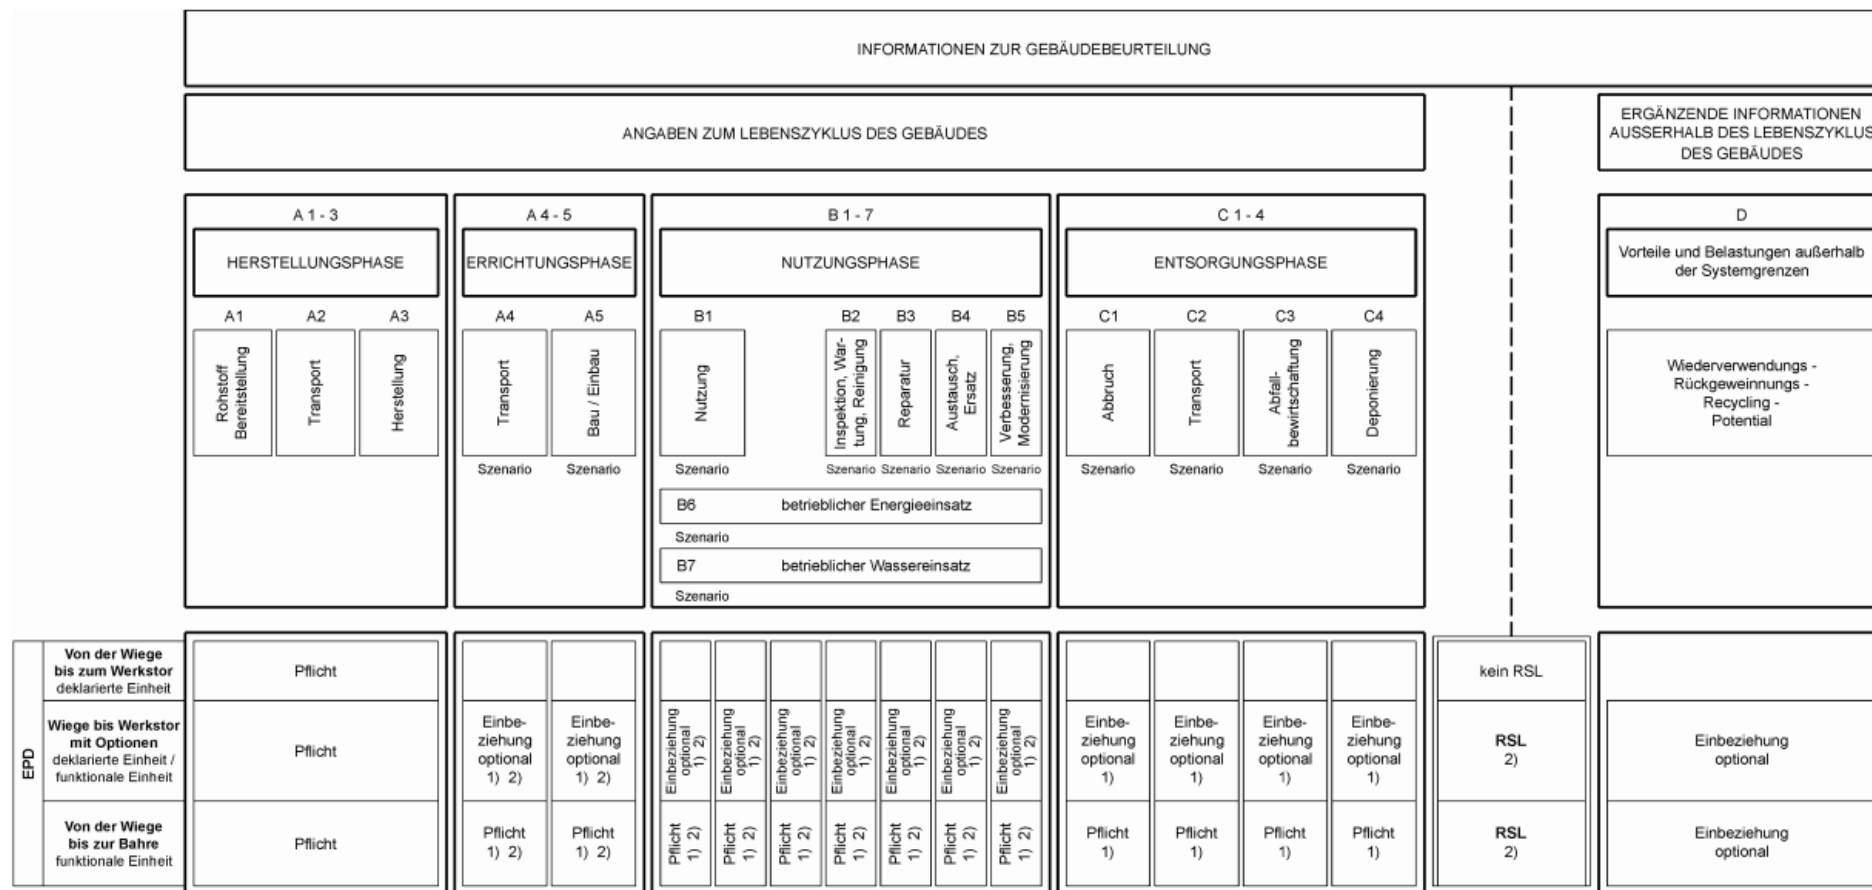 INFORMATIONEN ZUR GEBÄUDEBEURTEILUNG
ANGABEN ZUM LEBENSZYKLUS DES GEBÄUDES
ERGÄNZENDE INFORMATIONEN
AUSSERHALB DES LEBENSZYKLUS
DES GEBÄUDES
A 1 - 3
HERSTELLUNGSPHASE
A1
A2
A3
Rohstoff
Bereitstellung
Transport
Herstellung
A 4 - 5
ERRICHTUNGSPHASE
A4
A5
Transport
Bau / Einbau
Szenario
Szenario
B 1 - 7
NUTZUNGSPHASE
B1
B2
B3
B4
B5
Nutzung
Inspektion, War-
tung, Reinigung
Reparatur
Austausch,
Ersatz
Verbesserung,
Modernisierung
Szenario
Szenario
Szenario
Szenario
Szenario
B6 betrieblicher Energieeinsatz
Szenario
B7 betrieblicher Wassereinsatz
Szenario
C 1 - 4
ENTSORGUNGSPHASE
C1
C2
C3
C4
Abbruch
Transport
Abfall-
bewirtschaftung
Deponierung
Szenario
Szenario
Szenario
Szenario
D
Vorteile und Belastungen außerhalb
der Systemgrenzen
Wiederverwendungs -
Rückgeweinnungs -
Recycling -
Potential
EPD
Von der Wiege
bis zum Werkstor
deklarierte Einheit
Pflicht
kein RSL
Wiege bis Werkstor
mit Optionen
deklarierte Einheit /
funktionale Einheit
Pflicht
Einbe-
ziehung
optional
1) 2)
Einbe-
ziehung
optional
1) 2)
Einbeziehung
optional 1) 2)
Einbeziehung
optional 1) 2)
Einbeziehung
optional 1) 2)
Einbeziehung
optional 1) 2)
Einbeziehung
optional 1) 2)
Einbeziehung
optional 1) 2)
Einbeziehung
optional 1) 2)
Einbe-
ziehung
optional
1)
Einbe-
ziehung
optional
1)
Einbe-
ziehung
optional
1)
Einbe-
ziehung
optional
1)
RSL
2)
Einbeziehung
optional
Von der Wiege
bis zur Bahre
funktionale Einheit
Pflicht
Pflicht
1) 2)
Pflicht
1) 2)
Pflicht
1) 2)
Pflicht
1) 2)
Pflicht
1) 2)
Pflicht
1) 2)
Pflicht
1) 2)
Pflicht
1) 2)
Pflicht
1) 2)
Pflicht
1)
Pflicht
1)
Pflicht
1)
Pflicht
1)
RSL
2)
Einbeziehung
optional